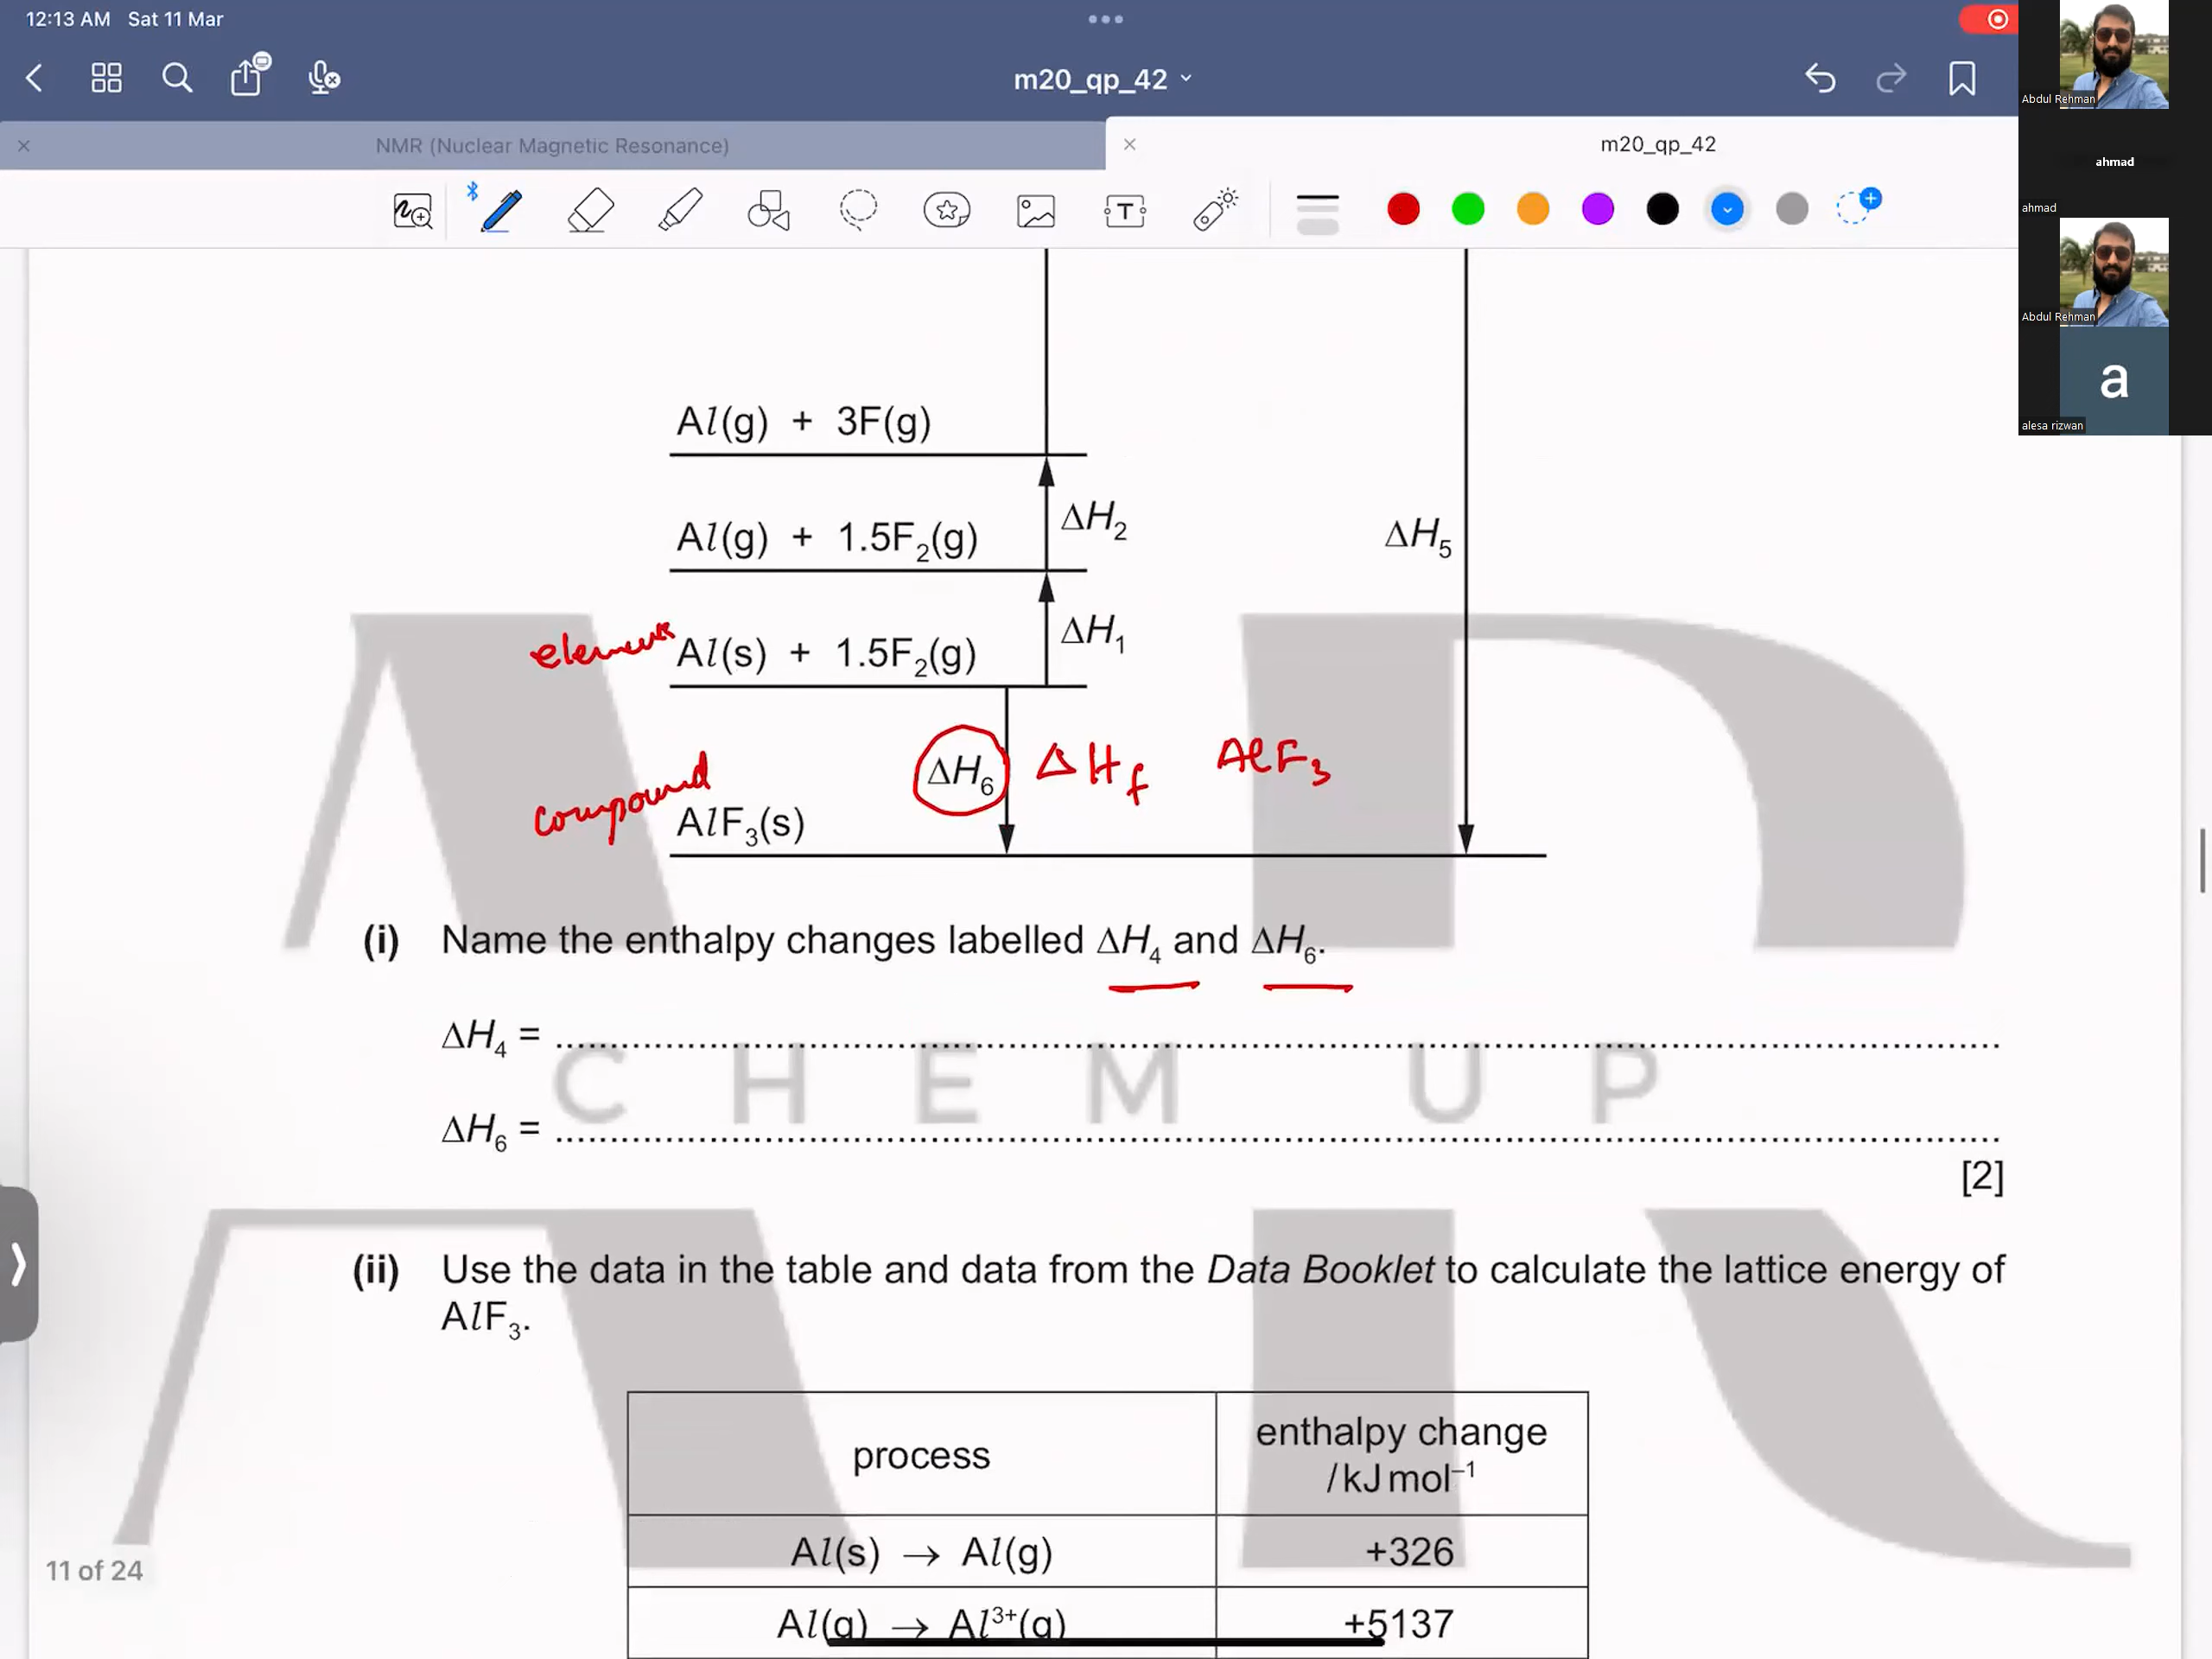 12:13 AM Sat 11 Mar
m20_qp_42
NMR (Nuclear Magnetic Resonance)
m20_qp_42
Abdul Rehman
ahmad
ahmad
Abdul Rehman
a
alesa rizwan
T
Al(g) + 3F(g)
ΔH₂
Al(g) + 1.5F₂(g)
ΔH₅
ΔH₁
elements Al(s) + 1.5F₂(g)
ΔH₆ ΔHf AlF₃
compound AlF₃(s)
(i) Name the enthalpy changes labelled ΔH₄ and ΔH₆.
ΔH₄ = ........................................................
CHEM UP
ΔH₆ = ........................................................
[2]
(ii) Use the data in the table and data from the Data Booklet to calculate the lattice energy of
AlF₃.
process
enthalpy change
/kJ mol⁻¹
Al(s) → Al(g) +326
Al(g) → Al³⁺(g) +5137
11 of 24